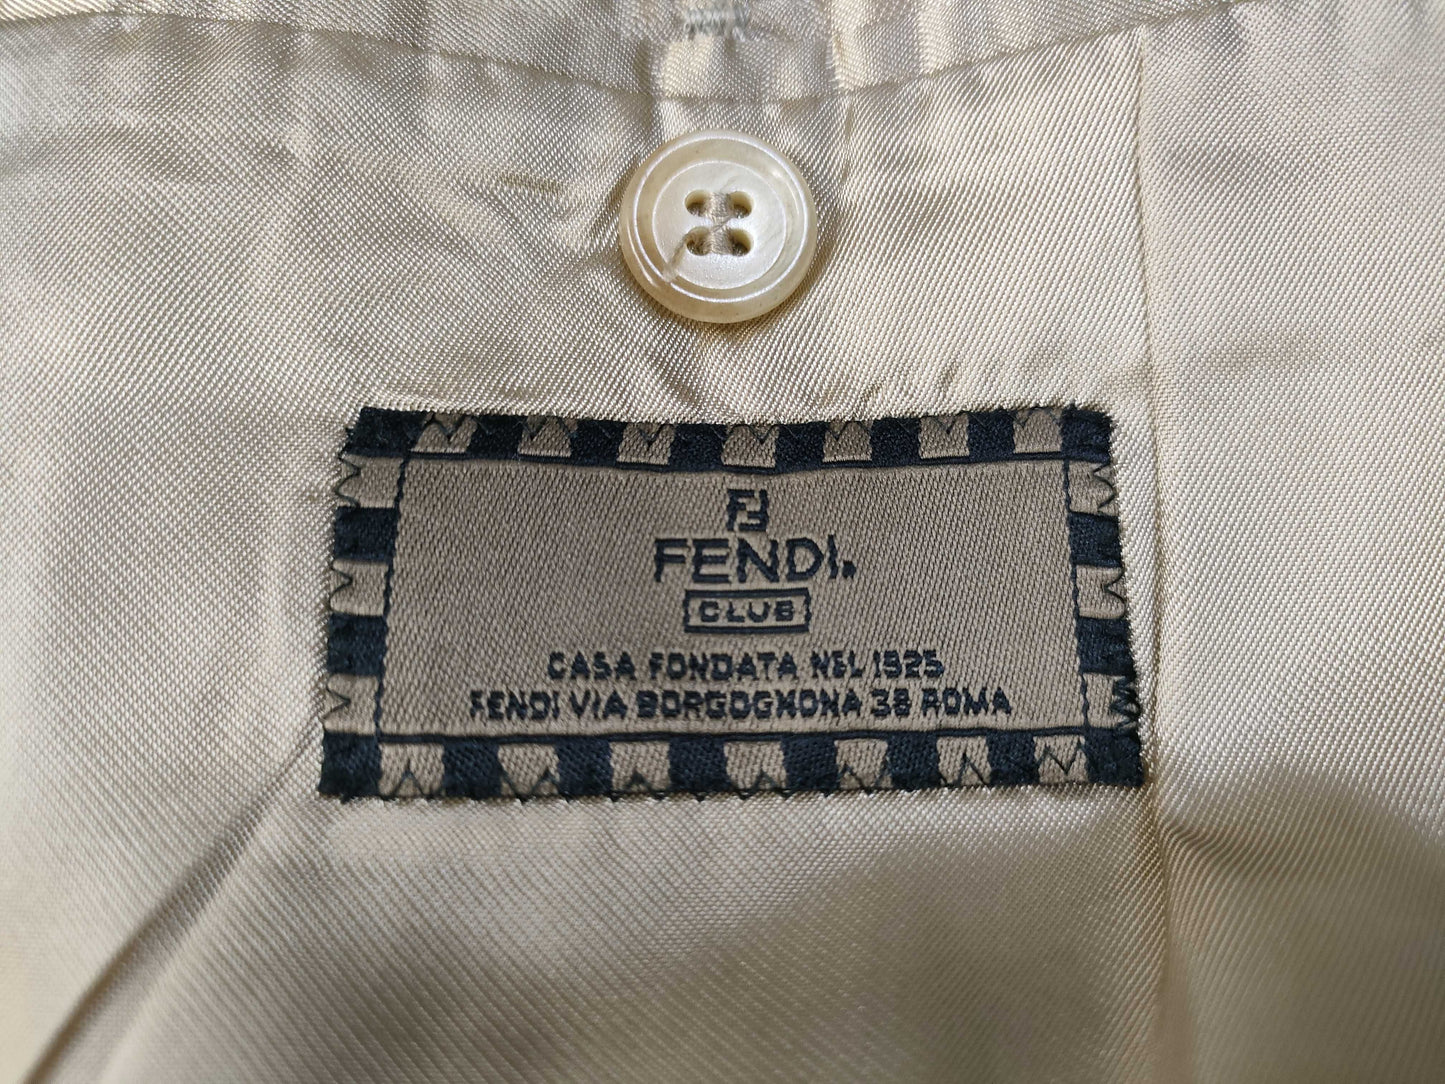 FF
FENDI.
CLUB
CASA FONDATA NEL 1925
FENDI VIA BORGOGNONA 38 ROMA